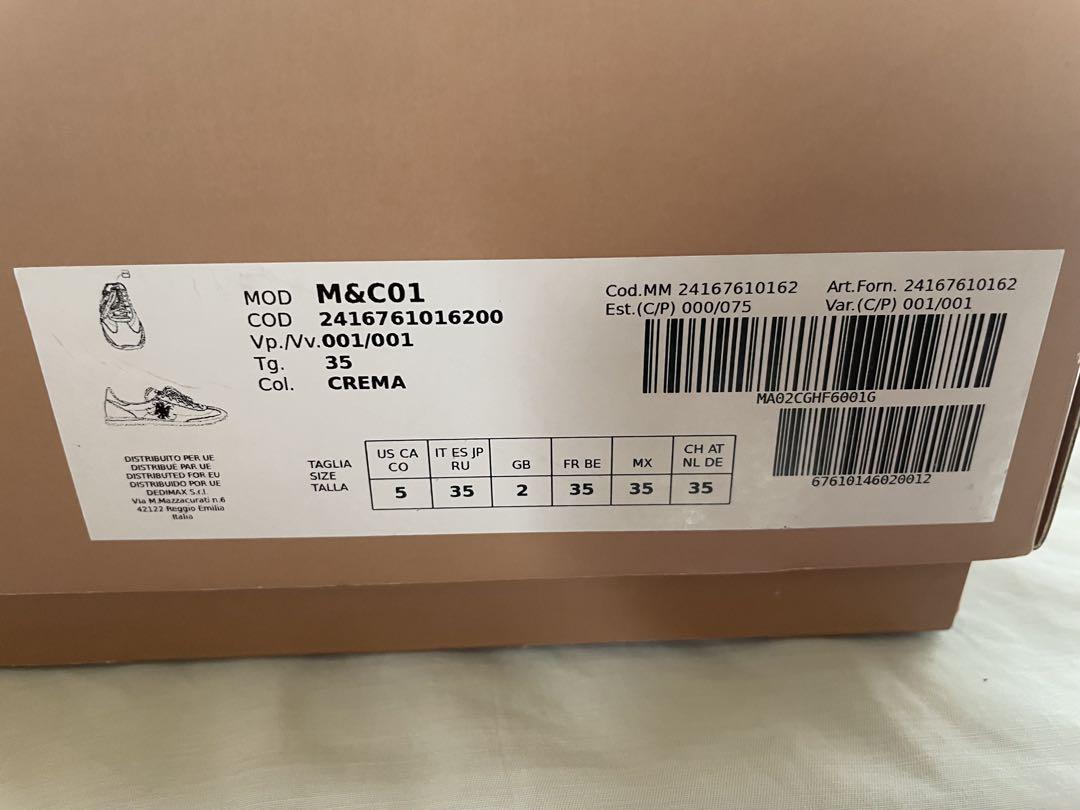 MOD M&C01
COD 2416761016200
Vp./Vv.001/001
Tg. 35
Col. CREMA
Cod.MM 24167610162 Art.Forn. 24167610162
Est.(C/P) 000/075 Var.(C/P) 001/001
MA02CGHF6001G
67610146020012
DISTRIBUITO PER UE
DISTRIBUÉ PAR UE
DISTRIBUTED FOR EU
DISTRIBUIDO POR UE
DEDIMAX S.r.l.
Via M.Mazzacurati n.6
42122 Reggio Emilia
Italia
TAGLIA
SIZE
TALLA
US CA CO IT ES JP RU GB FR BE MX CH AT NL DE
5 35 2 35 35 35